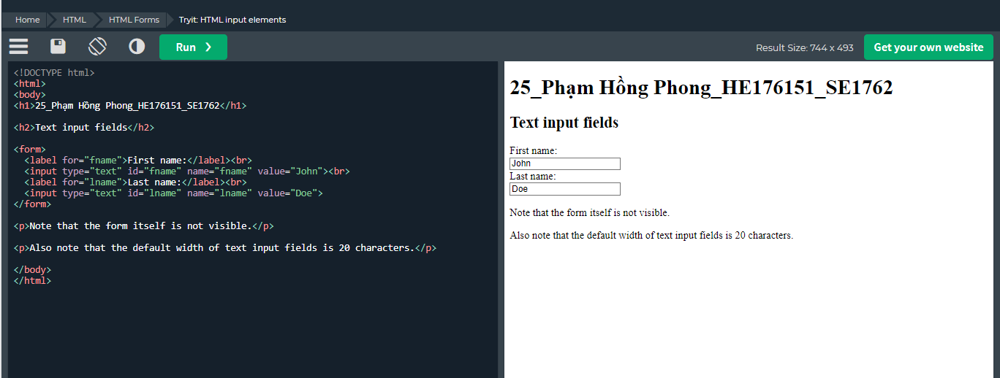 Home HTML HTML Forms Tryit: HTML input elements
Run ❯ Result Size: 744 x 493 Get your own website
<!DOCTYPE html>
<html>
<body>
<h1>25_Phạm Hồng Phong_HE176151_SE1762</h1>
<h2>Text input fields</h2>
<form>
<label for="fname">First name:</label><br>
<input type="text" id="fname" name="fname" value="John"><br>
<label for="lname">Last name:</label><br>
<input type="text" id="lname" name="lname" value="Doe">
</form>
<p>Note that the form itself is not visible.</p>
<p>Also note that the default width of text input fields is 20 characters.</p>
</body>
</html>
25_Phạm Hồng Phong_HE176151_SE1762
Text input fields
First name:
John
Last name:
Doe
Note that the form itself is not visible.
Also note that the default width of text input fields is 20 characters.